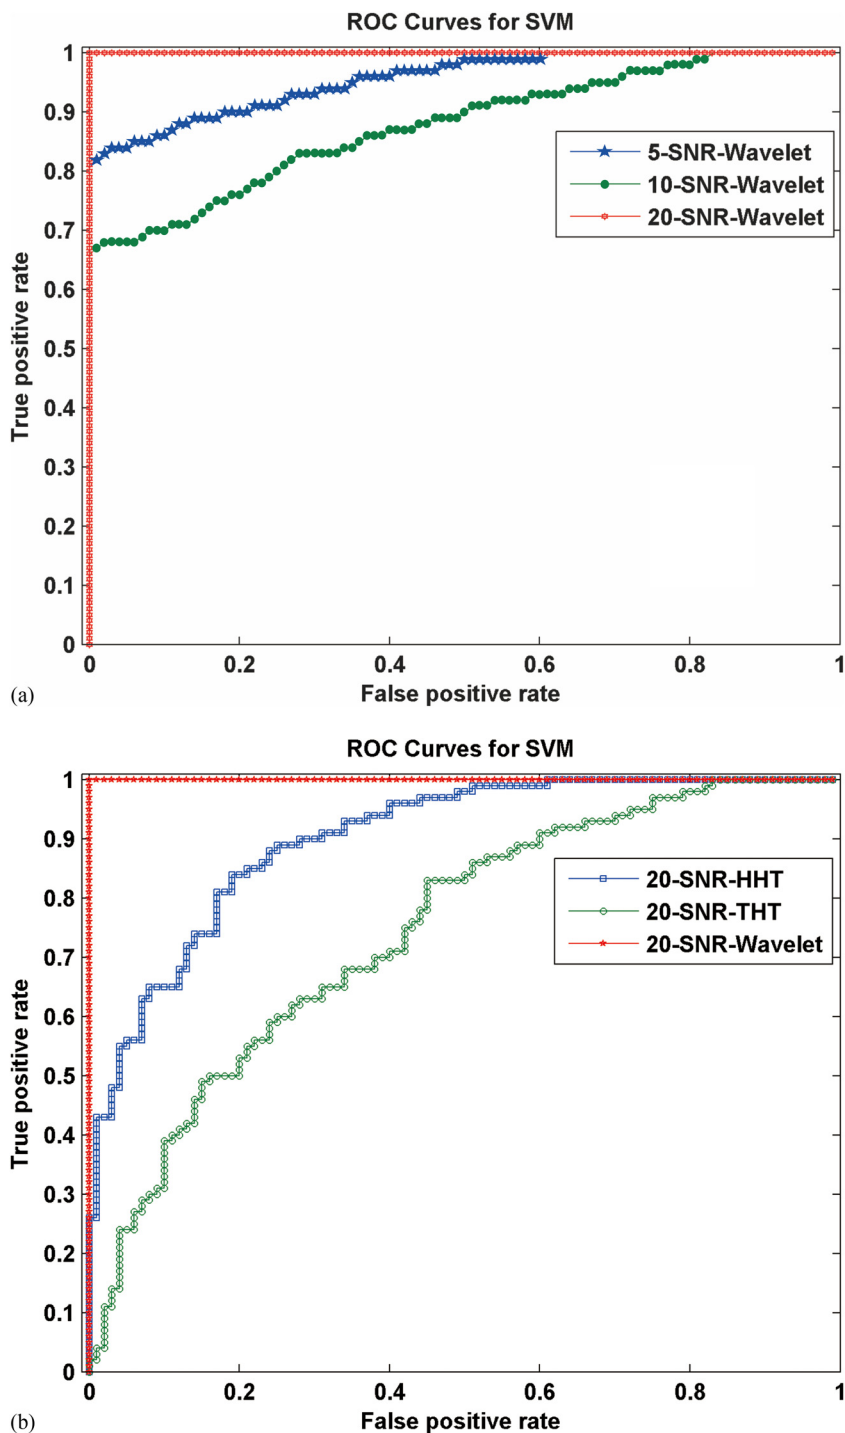 ROC Curves for SVM
1
0.9
0.8
0.7
0.6
0.5
0.4
0.3
0.2
0.1
0
True positive rate
5-SNR-Wavelet
10-SNR-Wavelet
20-SNR-Wavelet
0 0.2 0.4 0.6 0.8 1
False positive rate
(a)
ROC Curves for SVM
1
0.9
0.8
0.7
0.6
0.5
0.4
0.3
0.2
0.1
0
True positive rate
20-SNR-HHT
20-SNR-THT
20-SNR-Wavelet
0 0.2 0.4 0.6 0.8 1
False positive rate
(b)